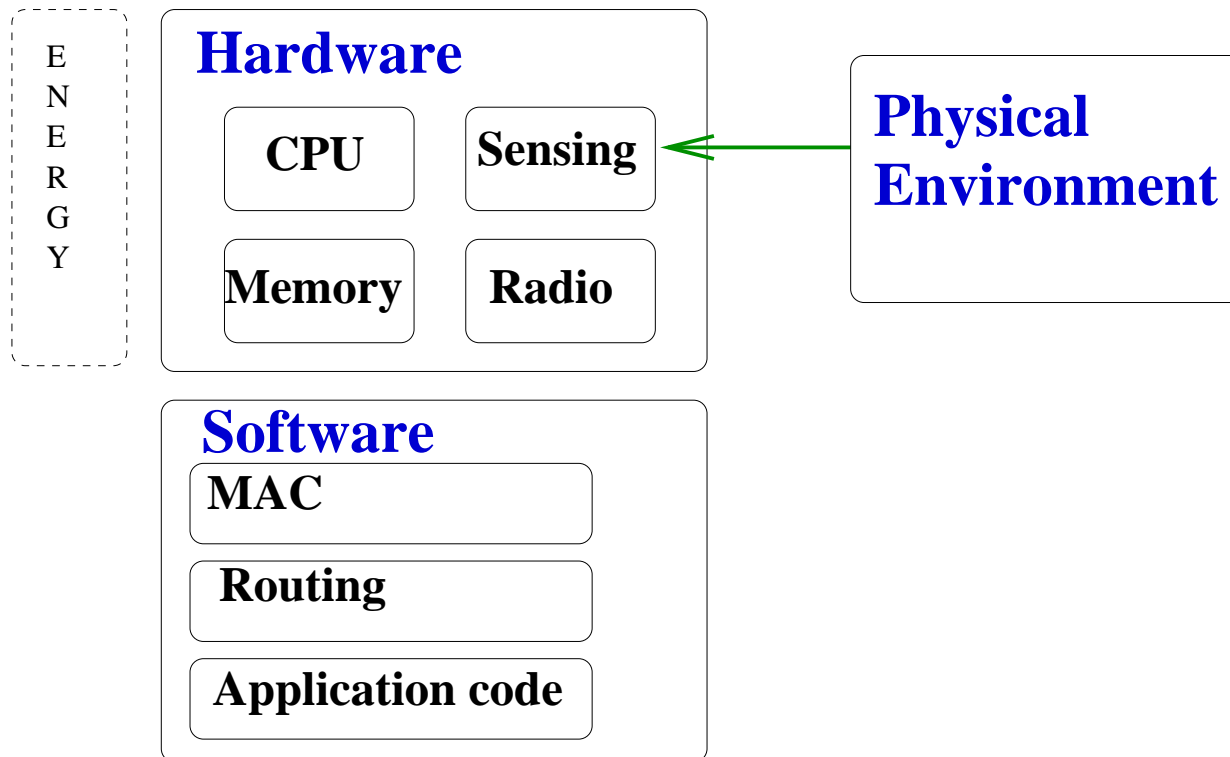 E
N
E
R
G
Y
Hardware
CPU
Sensing
Memory
Radio
Physical
Environment
Software
MAC
Routing
Application code